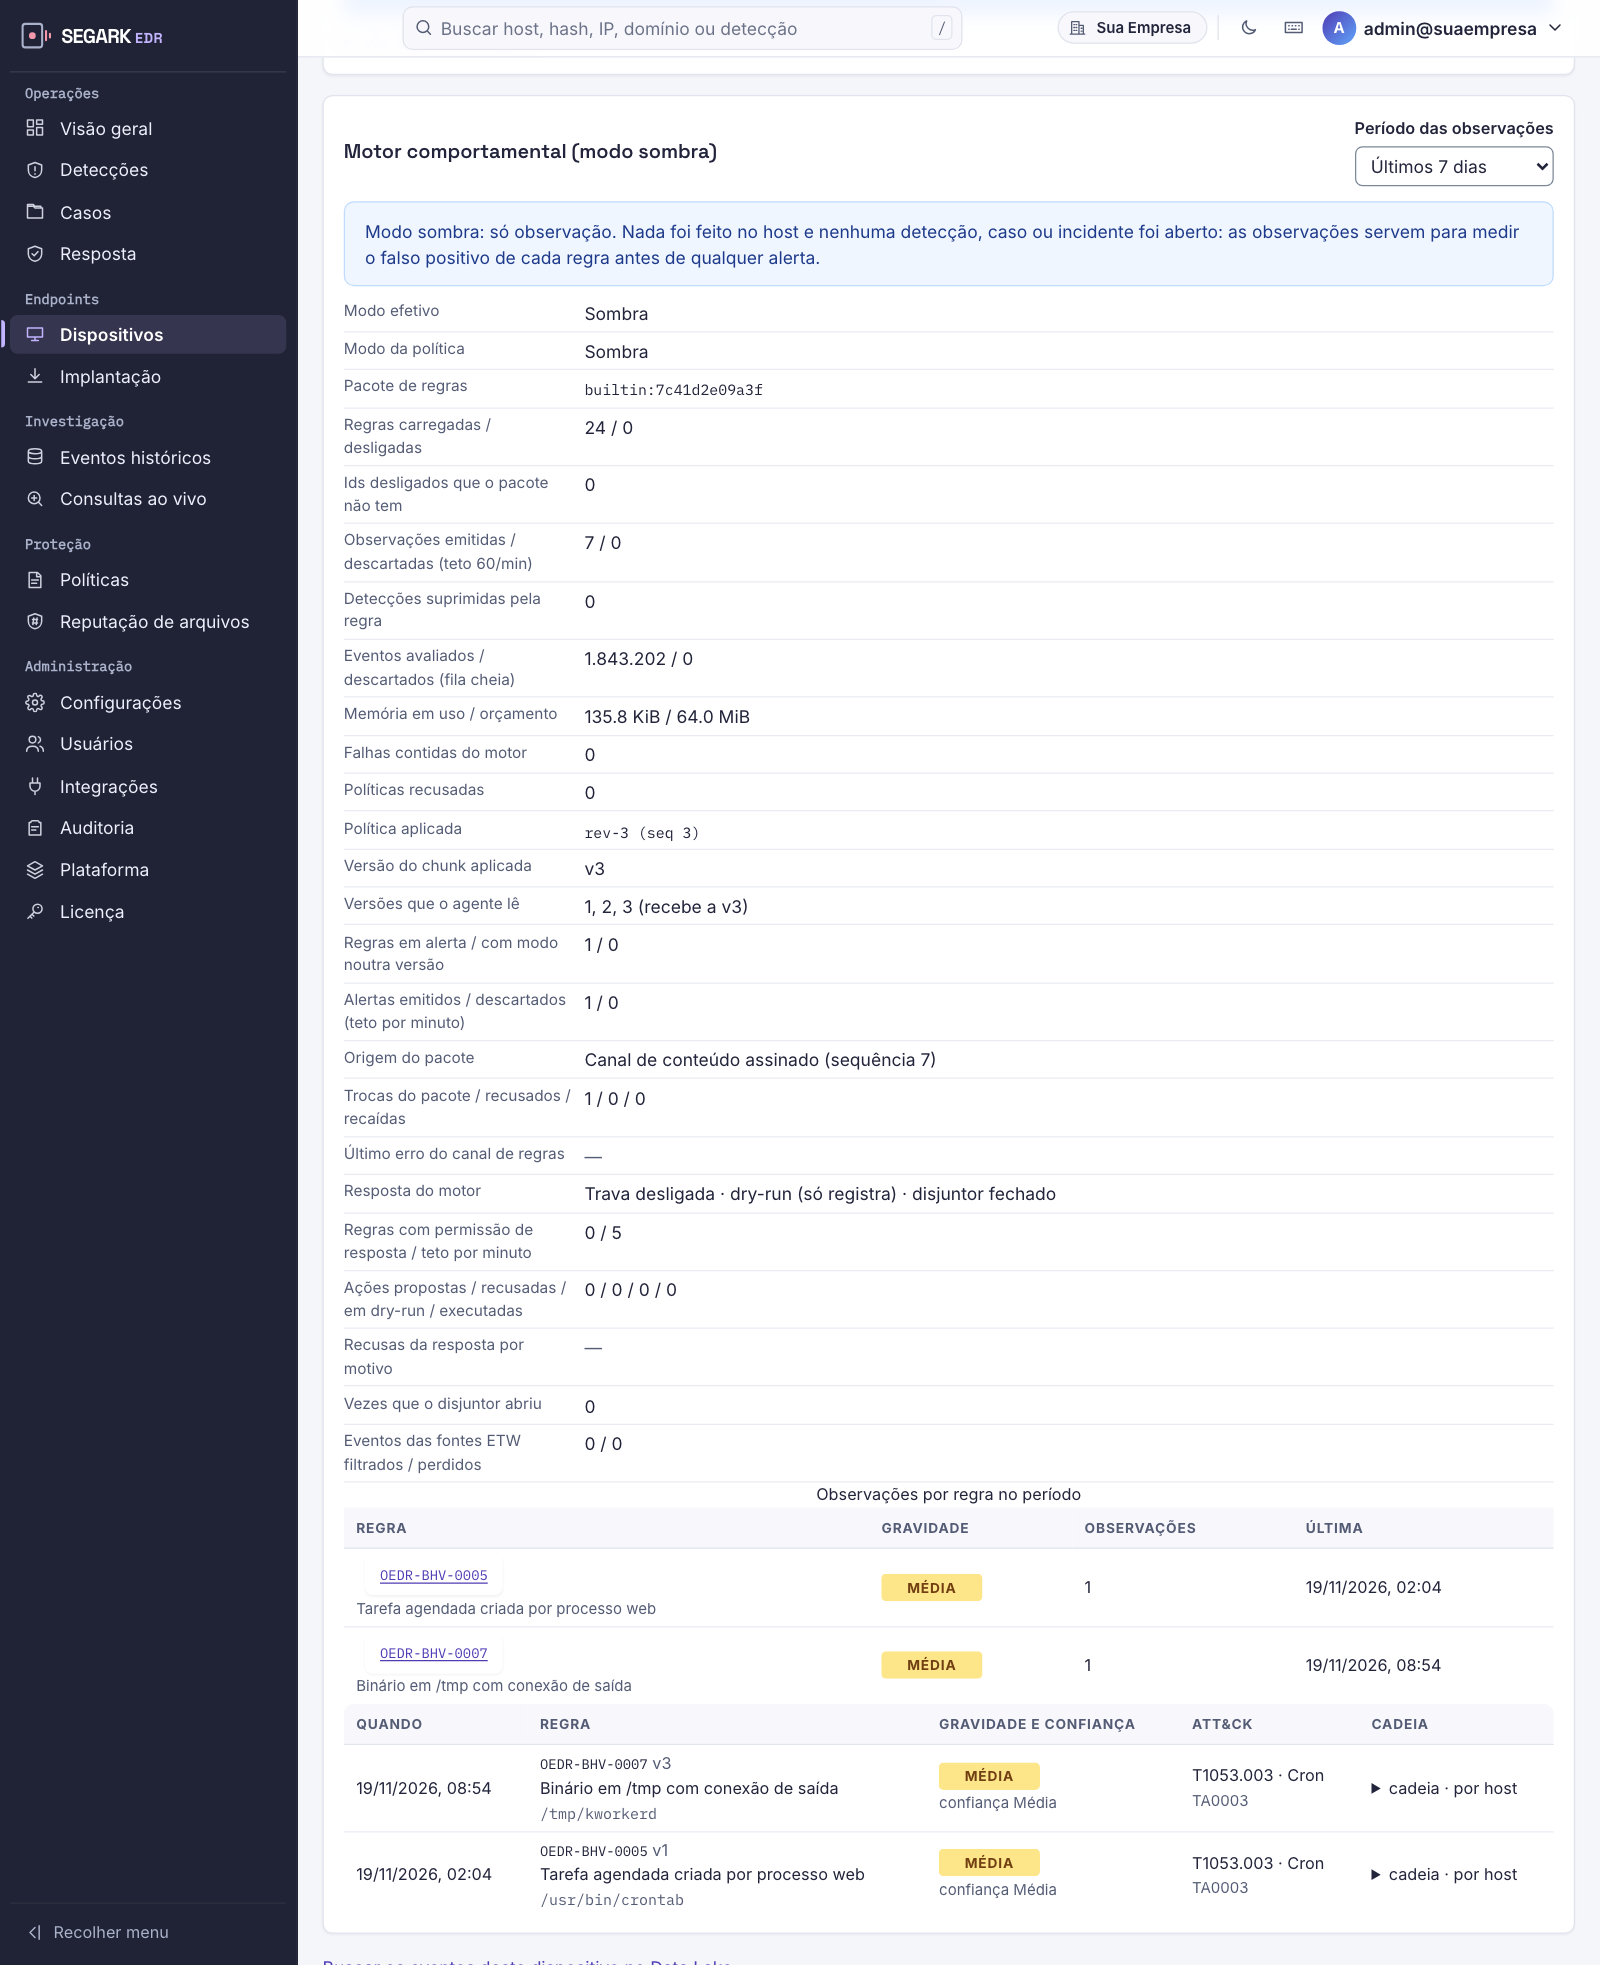 SEGARK EDR
Buscar host, hash, IP, domínio ou detecção
/
Sua Empresa
A
admin@suaempresa
Operações
Visão geral
Detecções
Casos
Resposta
Endpoints
Dispositivos
Implantação
Investigação
Eventos históricos
Consultas ao vivo
Proteção
Políticas
Reputação de arquivos
Administração
Configurações
Usuários
Integrações
Auditoria
Plataforma
Licença
Recolher menu
Motor comportamental (modo sombra)
Período das observações
Últimos 7 dias
Modo sombra: só observação. Nada foi feito no host e nenhuma detecção, caso ou incidente foi aberto: as observações servem para medir
o falso positivo de cada regra antes de qualquer alerta.
Modo efetivo
Sombra
Modo da política
Sombra
Pacote de regras
builtin:7c41d2e09a3f
Regras carregadas /
desligadas
24 / 0
Ids desligados que o pacote
não tem
0
Observações emitidas /
descartadas (teto 60/min)
7 / 0
Detecções suprimidas pela
regra
0
Eventos avaliados /
descartados (fila cheia)
1.843.202 / 0
Memória em uso / orçamento
135.8 KiB / 64.0 MiB
Falhas contidas do motor
0
Políticas recusadas
0
Política aplicada
rev-3 (seq 3)
Versão do chunk aplicada
v3
Versões que o agente lê
1, 2, 3 (recebe a v3)
Regras em alerta / com modo
noutra versão
1 / 0
Alertas emitidos / descartados
(teto por minuto)
1 / 0
Origem do pacote
Canal de conteúdo assinado (sequência 7)
Trocas do pacote / recusados /
recaídas
1 / 0 / 0
Último erro do canal de regras
—
Resposta do motor
Trava desligada · dry-run (só registra) · disjuntor fechado
Regras com permissão de
resposta / teto por minuto
0 / 5
Ações propostas / recusadas /
em dry-run / executadas
0 / 0 / 0 / 0
Recusas da resposta por
motivo
—
Vezes que o disjuntor abriu
0
Eventos das fontes ETW
filtrados / perdidos
0 / 0
Observações por regra no período
REGRA GRAVIDADE OBSERVAÇÕES ÚLTIMA
OEDR-BHV-0005
Tarefa agendada criada por processo web
MÉDIA
1
19/11/2026, 02:04
OEDR-BHV-0007
Binário em /tmp com conexão de saída
MÉDIA
1
19/11/2026, 08:54
QUANDO REGRA GRAVIDADE E CONFIANÇA ATT&CK CADEIA
19/11/2026, 08:54
OEDR-BHV-0007 v3
Binário em /tmp com conexão de saída
/tmp/kworkerd
MÉDIA
confiança Média
T1053.003 · Cron
TA0003
cadeia · por host
19/11/2026, 02:04
OEDR-BHV-0005 v1
Tarefa agendada criada por processo web
/usr/bin/crontab
MÉDIA
confiança Média
T1053.003 · Cron
TA0003
cadeia · por host
Buscar os eventos deste dispositivo no Data Lake